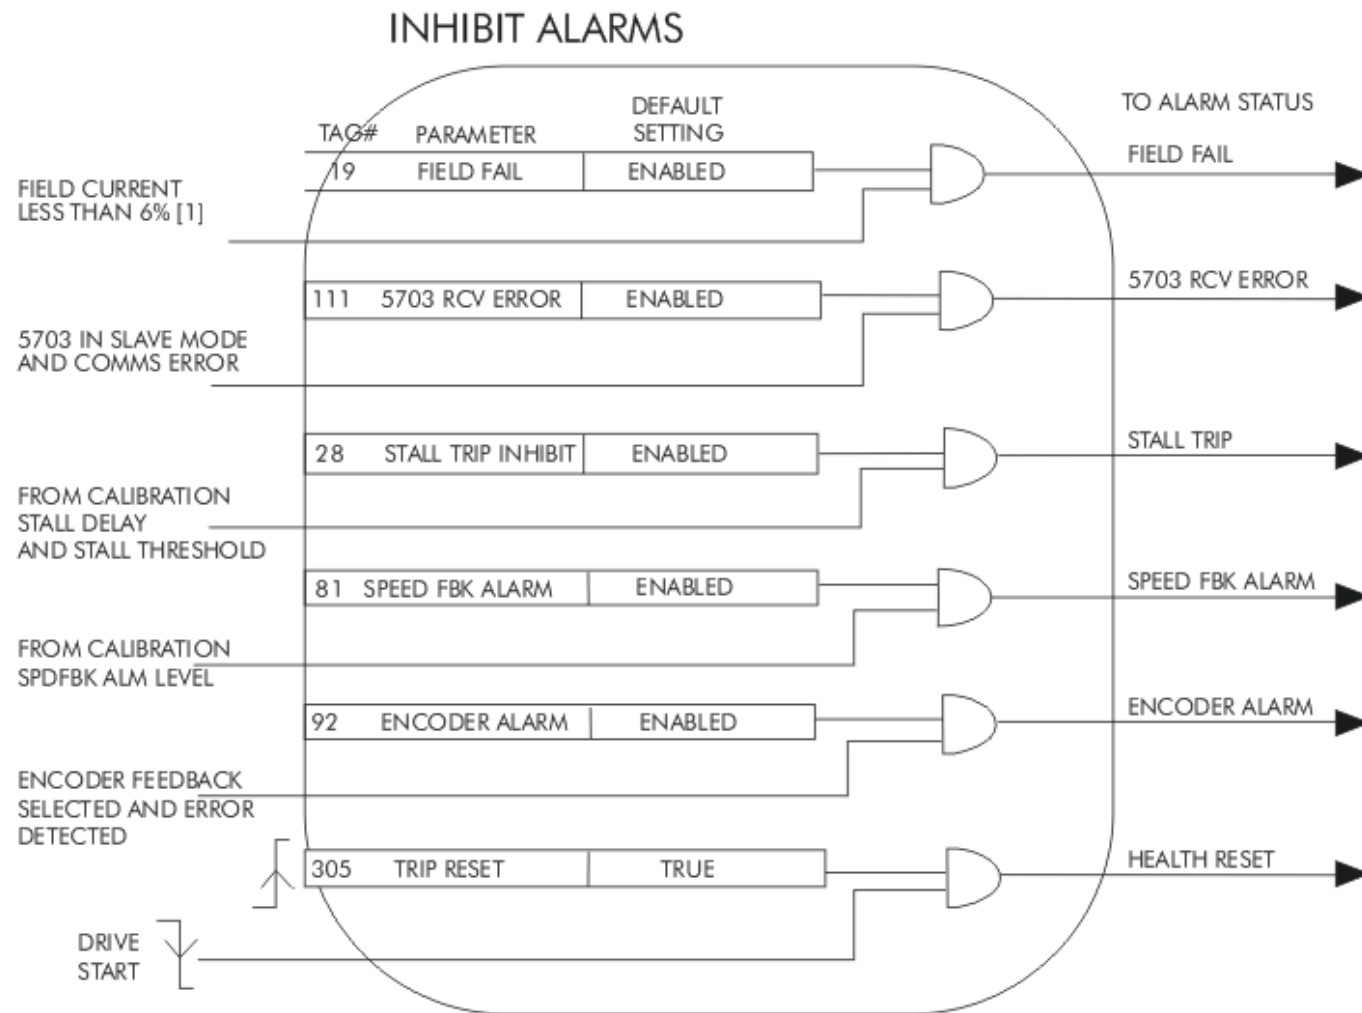 INHIBIT ALARMS
TO ALARM STATUS
DEFAULT
SETTING
TAG# PARAMETER
19 FIELD FAIL ENABLED
FIELD FAIL
FIELD CURRENT
LESS THAN 6% [1]
111 5703 RCV ERROR ENABLED
5703 RCV ERROR
5703 IN SLAVE MODE
AND COMMS ERROR
28 STALL TRIP INHIBIT ENABLED
STALL TRIP
FROM CALIBRATION
STALL DELAY
AND STALL THRESHOLD
81 SPEED FBK ALARM ENABLED
SPEED FBK ALARM
FROM CALIBRATION
SPDFBK ALM LEVEL
92 ENCODER ALARM ENABLED
ENCODER ALARM
ENCODER FEEDBACK
SELECTED AND ERROR
DETECTED
305 TRIP RESET TRUE
HEALTH RESET
DRIVE
START